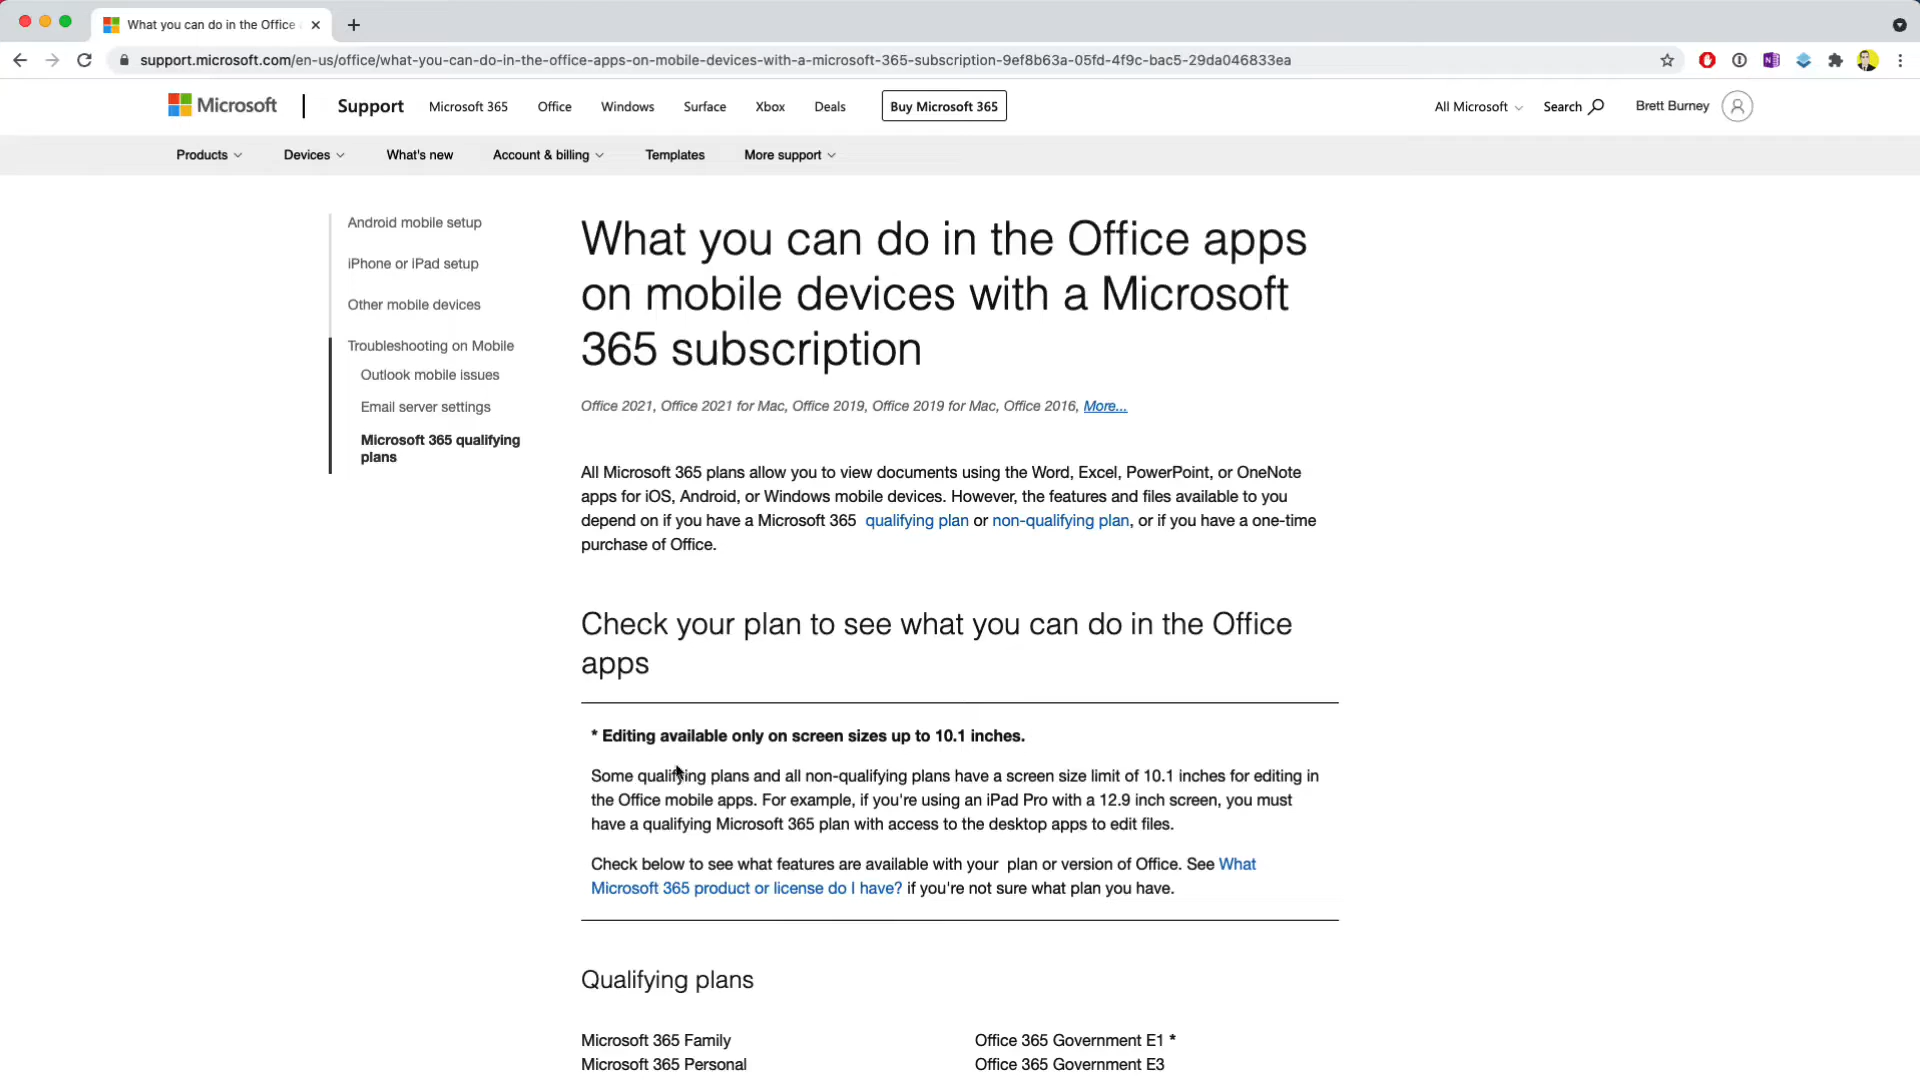 What you can do in the Office
support.microsoft.com/en-us/office/what-you-can-do-in-the-office-apps-on-mobile-devices-with-a-microsoft-365-subscription-9ef8b63a-05fd-4f9c-bac5-29da046833ea
Microsoft Support Microsoft 365 Office Windows Surface Xbox Deals Buy Microsoft 365 All Microsoft Search Brett Burney
Products Devices What's new Account & billing Templates More support
Android mobile setup
iPhone or iPad setup
Other mobile devices
Troubleshooting on Mobile
Outlook mobile issues
Email server settings
Microsoft 365 qualifying
plans
What you can do in the Office apps
on mobile devices with a Microsoft
365 subscription
Office 2021, Office 2021 for Mac, Office 2019, Office 2019 for Mac, Office 2016, More...
All Microsoft 365 plans allow you to view documents using the Word, Excel, PowerPoint, or OneNote
apps for iOS, Android, or Windows mobile devices. However, the features and files available to you
depend on if you have a Microsoft 365 qualifying plan or non-qualifying plan, or if you have a one-time
purchase of Office.
Check your plan to see what you can do in the Office
apps
* Editing available only on screen sizes up to 10.1 inches.
Some qualifying plans and all non-qualifying plans have a screen size limit of 10.1 inches for editing in
the Office mobile apps. For example, if you're using an iPad Pro with a 12.9 inch screen, you must
have a qualifying Microsoft 365 plan with access to the desktop apps to edit files.
Check below to see what features are available with your plan or version of Office. See What
Microsoft 365 product or license do I have? if you're not sure what plan you have.
Qualifying plans
Microsoft 365 Family
Microsoft 365 Personal
Office 365 Government E1 *
Office 365 Government E3